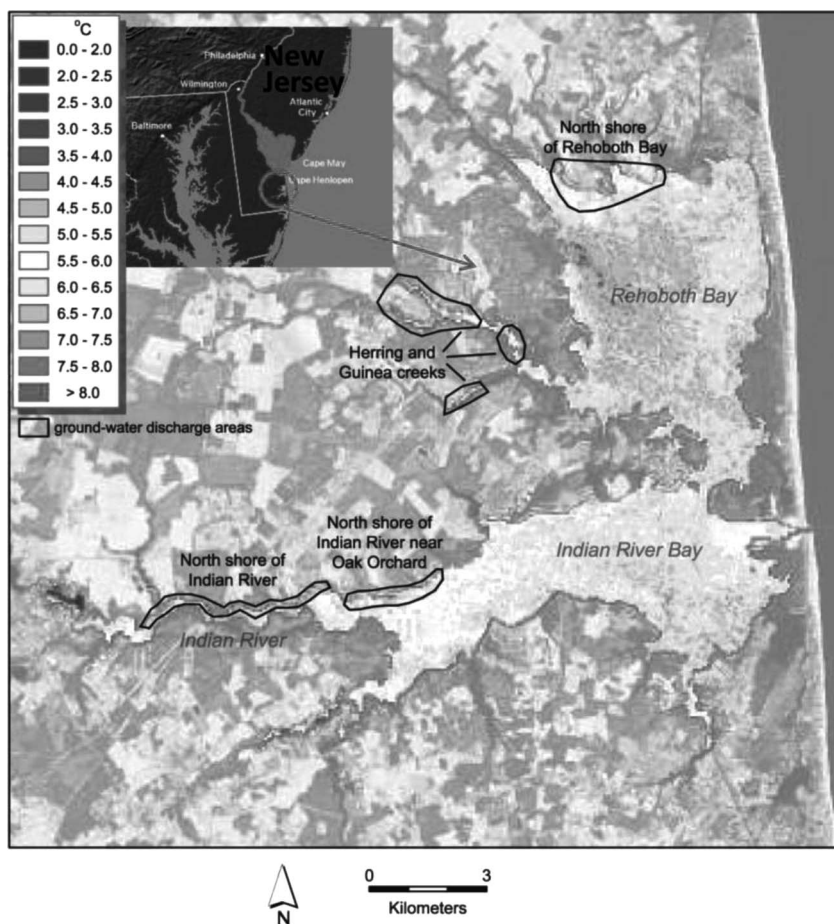 °C
0.0 - 2.0
2.0 - 2.5
2.5 - 3.0
3.0 - 3.5
3.5 - 4.0
4.0 - 4.5
4.5 - 5.0
5.0 - 5.5
5.5 - 6.0
6.0 - 6.5
6.5 - 7.0
7.0 - 7.5
7.5 - 8.0
> 8.0
ground-water discharge areas
Philadelphia
New
Jersey
Wilmington
Atlantic
City
Baltimore
Cape May
Cape Henlopen
North shore
of Rehoboth Bay
Rehoboth Bay
Herring and
Guinea creeks
North shore of
Indian River near
Oak Orchard
North shore of
Indian River
Indian River Bay
Indian River
N
0
3
Kilometers